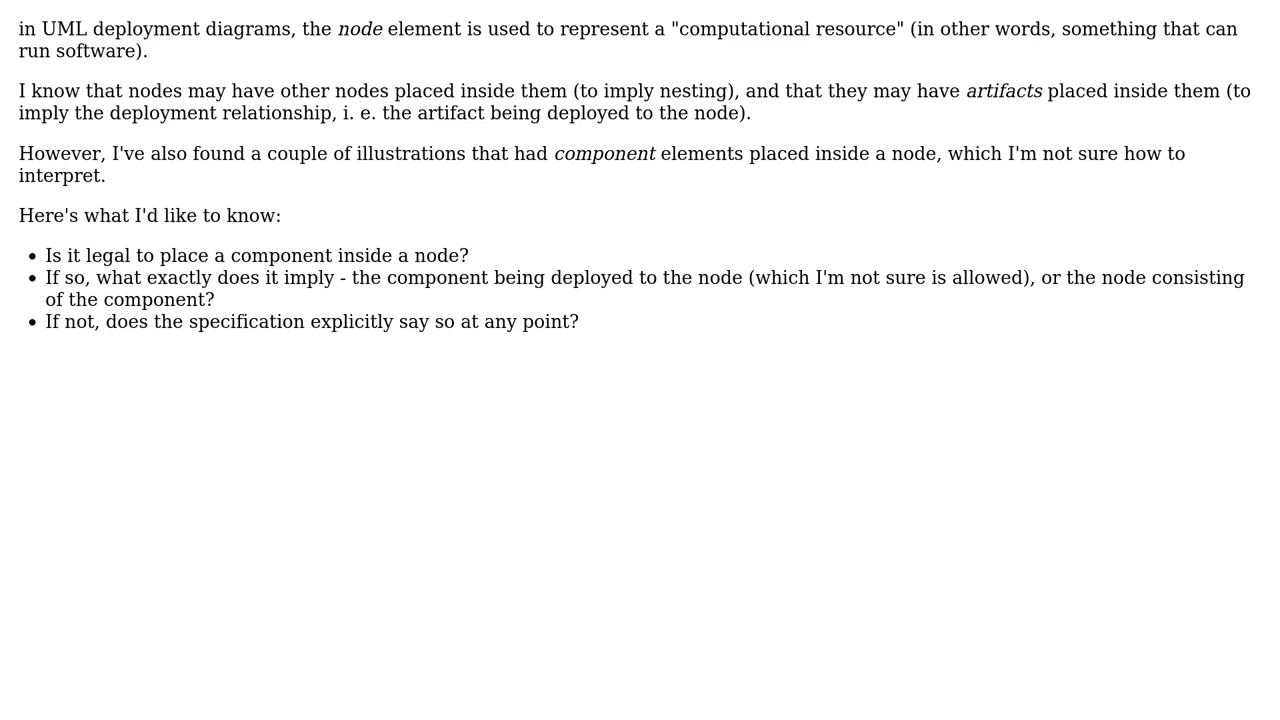 in UML deployment diagrams, the node element is used to represent a "computational resource" (in other words, something that can
run software).
I know that nodes may have other nodes placed inside them (to imply nesting), and that they may have artifacts placed inside them (to
imply the deployment relationship, i. e. the artifact being deployed to the node).
However, I've also found a couple of illustrations that had component elements placed inside a node, which I'm not sure how to
interpret.
Here's what I'd like to know:
• Is it legal to place a component inside a node?
• If so, what exactly does it imply - the component being deployed to the node (which I'm not sure is allowed), or the node consisting
of the component?
• If not, does the specification explicitly say so at any point?